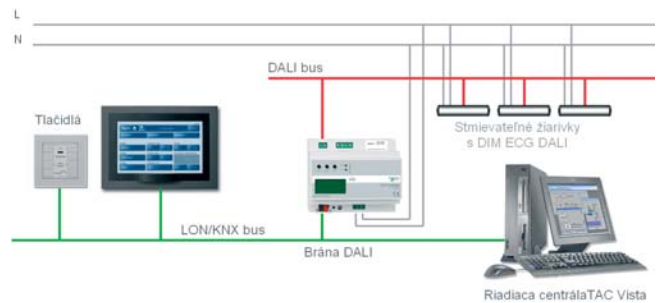 L
N
DALI bus
Tlačidlá
Stmievateľné žiarivky
s DIM ECG DALI
LON/KNX bus
Brána DALI
Riadiaca centrálaTAC Vista